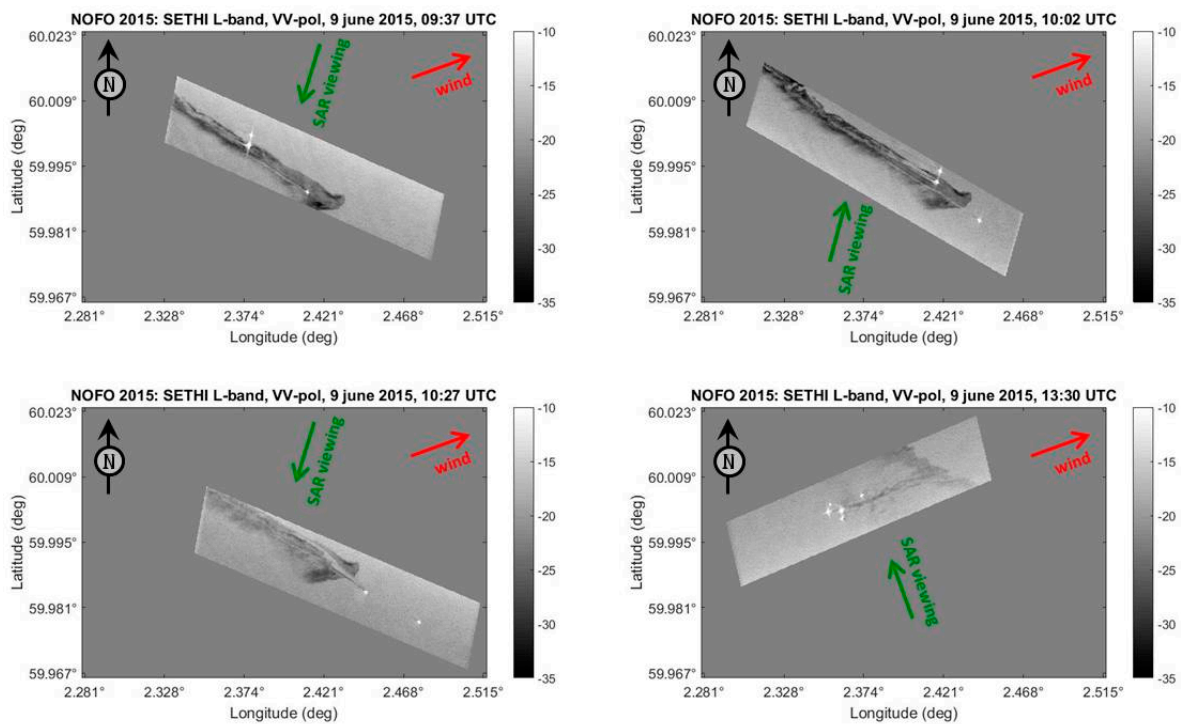 NOFO 2015: SETHI L-band, VV-pol, 9 june 2015, 09:37 UTC
60.023°
60.009°
59.995°
59.981°
59.967°
Latitude (deg)
2.281° 2.328° 2.374° 2.421° 2.468° 2.515°
Longitude (deg)
N
SAR viewing
wind
-10
-15
-20
-25
-30
-35
NOFO 2015: SETHI L-band, VV-pol, 9 june 2015, 10:02 UTC
60.023°
60.009°
59.995°
59.981°
59.967°
Latitude (deg)
2.281° 2.328° 2.374° 2.421° 2.468° 2.515°
Longitude (deg)
N
SAR viewing
wind
-10
-15
-20
-25
-30
-35
NOFO 2015: SETHI L-band, VV-pol, 9 june 2015, 10:27 UTC
60.023°
60.009°
59.995°
59.981°
59.967°
Latitude (deg)
2.281° 2.328° 2.374° 2.421° 2.468° 2.515°
Longitude (deg)
N
SAR viewing
wind
-10
-15
-20
-25
-30
-35
NOFO 2015: SETHI L-band, VV-pol, 9 june 2015, 13:30 UTC
60.023°
60.009°
59.995°
59.981°
59.967°
Latitude (deg)
2.281° 2.328° 2.374° 2.421° 2.468° 2.515°
Longitude (deg)
N
SAR viewing
wind
-10
-15
-20
-25
-30
-35